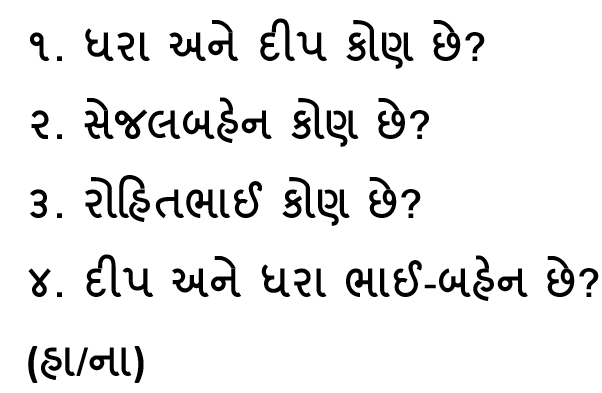 ૧. ધરા અને દીપ કોણ છે?
૨. સેજલબહેન કોણ છે?
૩. રોહિતભાઈ કોણ છે?
૪. દીપ અને ધરા ભાઈ-બહેન છે?
(હા/ના)